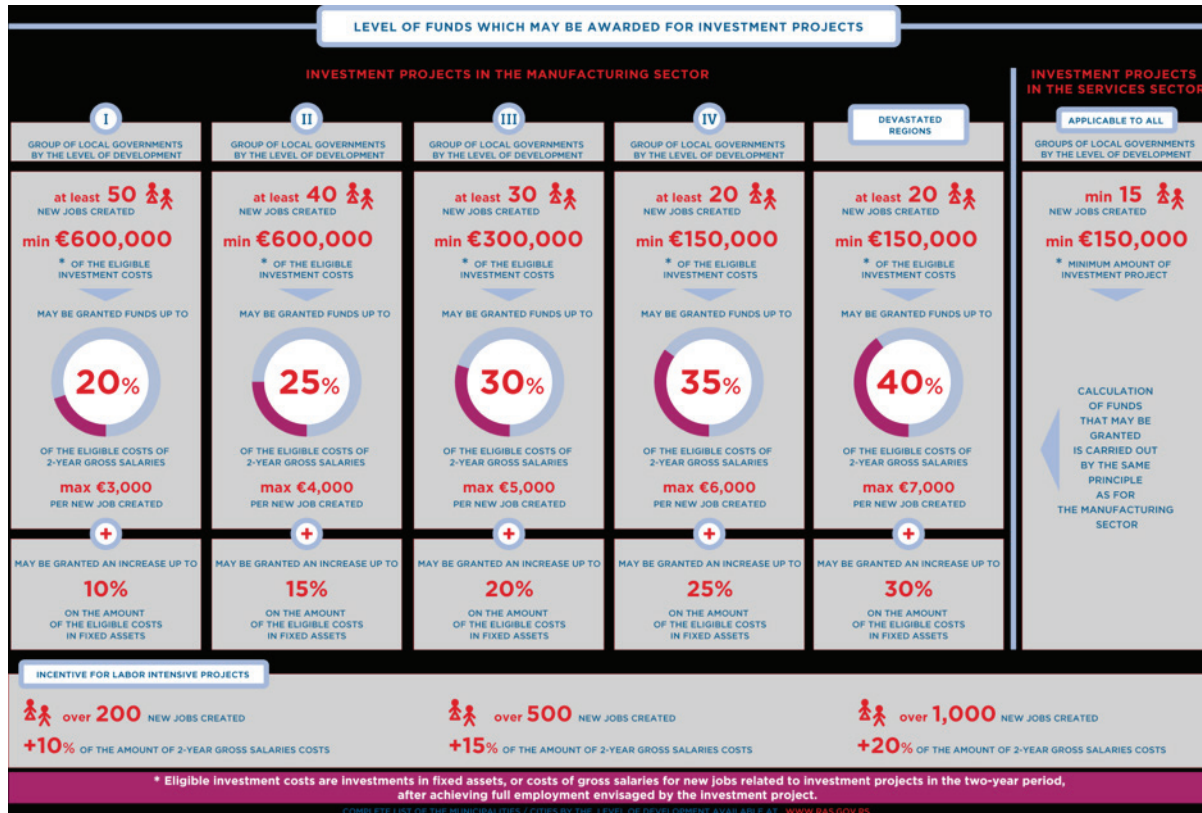 LEVEL OF FUNDS WHICH MAY BE AWARDED FOR INVESTMENT PROJECTS
INVESTMENT PROJECTS IN THE MANUFACTURING SECTOR
I
GROUP OF LOCAL GOVERNMENTS
BY THE LEVEL OF DEVELOPMENT
at least 50
NEW JOBS CREATED
min €600,000
* OF THE ELIGIBLE
INVESTMENT COSTS
MAY BE GRANTED FUNDS UP TO
20%
OF THE ELIGIBLE COSTS OF
2-YEAR GROSS SALARIES
max €3,000
PER NEW JOB CREATED
+
MAY BE GRANTED AN INCREASE UP TO
10%
ON THE AMOUNT
OF THE ELIGIBLE COSTS
IN FIXED ASSETS
II
GROUP OF LOCAL GOVERNMENTS
BY THE LEVEL OF DEVELOPMENT
at least 40
NEW JOBS CREATED
min €600,000
* OF THE ELIGIBLE
INVESTMENT COSTS
MAY BE GRANTED FUNDS UP TO
25%
OF THE ELIGIBLE COSTS OF
2-YEAR GROSS SALARIES
max €4,000
PER NEW JOB CREATED
+
MAY BE GRANTED AN INCREASE UP TO
15%
ON THE AMOUNT
OF THE ELIGIBLE COSTS
IN FIXED ASSETS
III
GROUP OF LOCAL GOVERNMENTS
BY THE LEVEL OF DEVELOPMENT
at least 30
NEW JOBS CREATED
min €300,000
* OF THE ELIGIBLE
INVESTMENT COSTS
MAY BE GRANTED FUNDS UP TO
30%
OF THE ELIGIBLE COSTS OF
2-YEAR GROSS SALARIES
max €5,000
PER NEW JOB CREATED
+
MAY BE GRANTED AN INCREASE UP TO
20%
ON THE AMOUNT
OF THE ELIGIBLE COSTS
IN FIXED ASSETS
IV
GROUP OF LOCAL GOVERNMENTS
BY THE LEVEL OF DEVELOPMENT
at least 20
NEW JOBS CREATED
min €150,000
* OF THE ELIGIBLE
INVESTMENT COSTS
MAY BE GRANTED FUNDS UP TO
35%
OF THE ELIGIBLE COSTS OF
2-YEAR GROSS SALARIES
max €6,000
PER NEW JOB CREATED
+
MAY BE GRANTED AN INCREASE UP TO
25%
ON THE AMOUNT
OF THE ELIGIBLE COSTS
IN FIXED ASSETS
DEVASTATED
REGIONS
at least 20
NEW JOBS CREATED
min €150,000
* OF THE ELIGIBLE
INVESTMENT COSTS
MAY BE GRANTED FUNDS UP TO
40%
OF THE ELIGIBLE COSTS OF
2-YEAR GROSS SALARIES
max €7,000
PER NEW JOB CREATED
+
MAY BE GRANTED AN INCREASE UP TO
30%
ON THE AMOUNT
OF THE ELIGIBLE COSTS
IN FIXED ASSETS
INVESTMENT PROJECTS
IN THE SERVICES SECTOR
APPLICABLE TO ALL
GROUPS OF LOCAL GOVERNMENTS
BY THE LEVEL OF DEVELOPMENT
min 15
NEW JOBS CREATED
min €150,000
* MINIMUM AMOUNT OF
INVESTMENT PROJECT
CALCULATION
OF FUNDS
THAT MAY BE
GRANTED
IS CARRIED OUT
BY THE SAME
PRINCIPLE
AS FOR
THE MANUFACTURING
SECTOR
INCENTIVE FOR LABOR INTENSIVE PROJECTS
over 200 NEW JOBS CREATED
+10% OF THE AMOUNT OF 2-YEAR GROSS SALARIES COSTS
over 500 NEW JOBS CREATED
+15% OF THE AMOUNT OF 2-YEAR GROSS SALARIES COSTS
over 1,000 NEW JOBS CREATED
+20% OF THE AMOUNT OF 2-YEAR GROSS SALARIES COSTS
* Eligible investment costs are investments in fixed assets, or costs of gross salaries for new jobs related to investment projects in the two-year period,
after achieving full employment envisaged by the investment project.
COMPLETE LIST OF THE MUNICIPALITIES / CITIES BY THE LEVEL OF DEVELOPMENT AVAILABLE AT WWW.RAS.GOV.RS